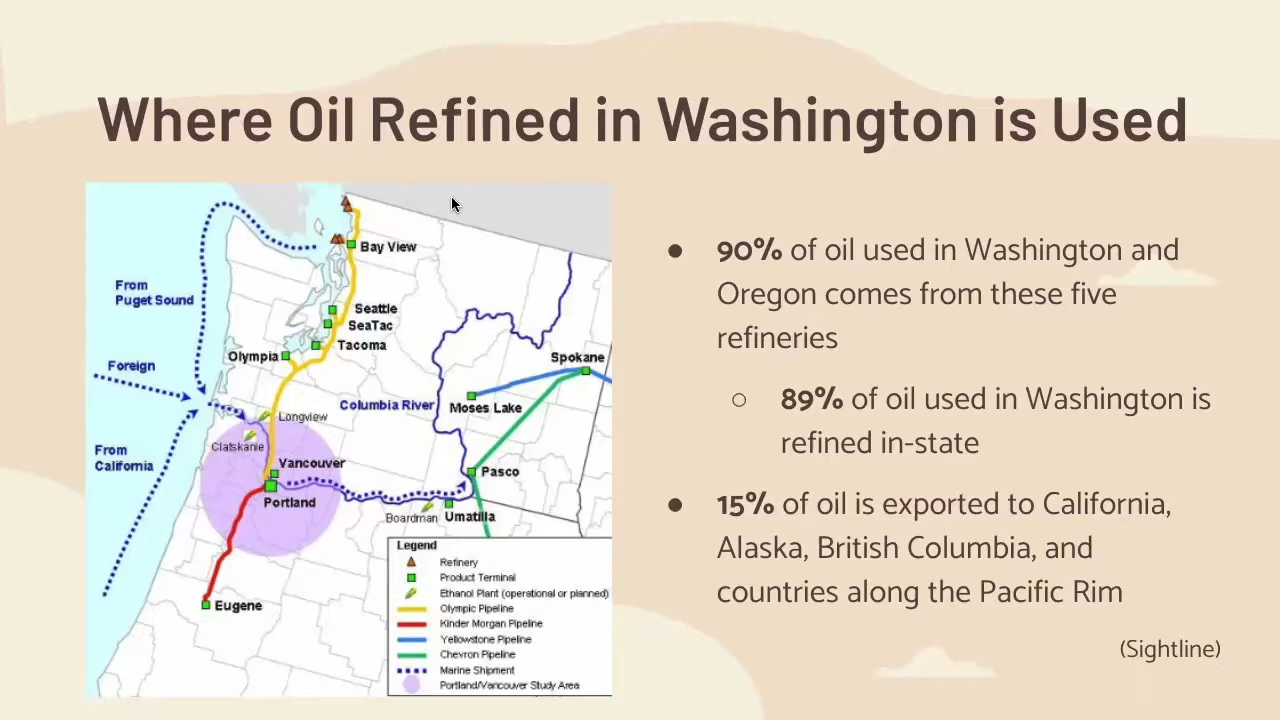 Where Oil Refined in Washington is Used
Bay View
From
Puget Sound
Seattle
SeaTac
Tacoma
Olympia
Foreign
Spokane
Columbia River
Moses Lake
Longview
Clatskanie
From
California
Vancouver
Pasco
Portland
Boardman
Umatilla
Eugene
Legend
Refinery
Product Terminal
Ethanol Plant (operational or planned)
Olympic Pipeline
Kinder Morgan Pipeline
Yellowstone Pipeline
Chevron Pipeline
Marine Shipment
Portland/Vancouver Study Area
● 90% of oil used in Washington and
Oregon comes from these five
refineries
○ 89% of oil used in Washington is
refined in-state
● 15% of oil is exported to California,
Alaska, British Columbia, and
countries along the Pacific Rim
(Sightline)